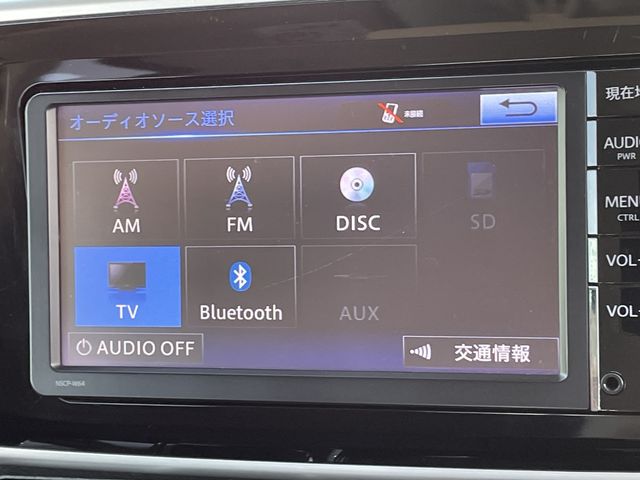 オーディオソース選択
未接続
AM
FM
DISC
SD
TV
Bluetooth
AUX
AUDIO OFF
交通情報
NSCP-W64
現在地
AUDIO
PWR
MENU
CTRL
VOL+
VOL-